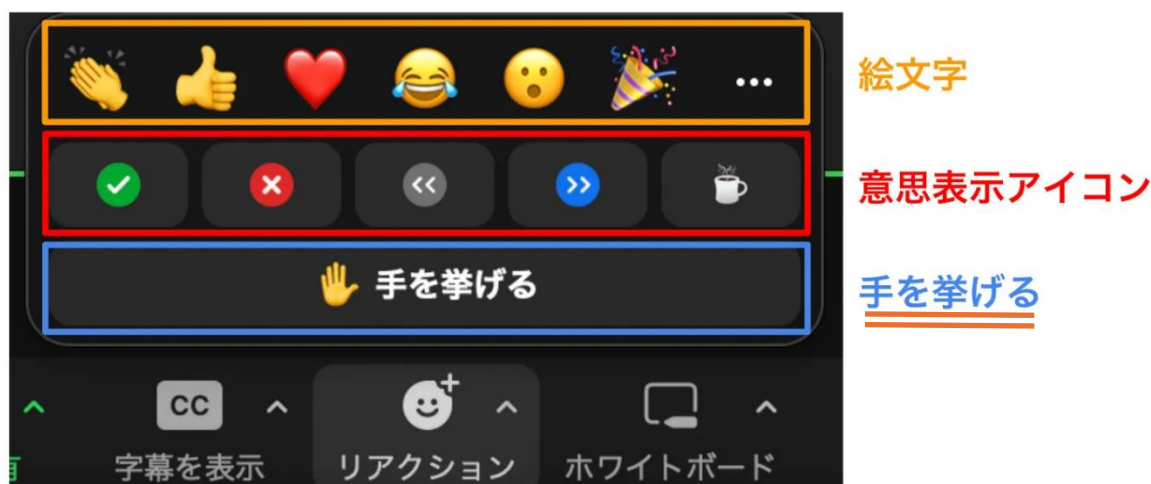 絵文字
意思表示アイコン
✋ 手を挙げる
手を挙げる
CC
字幕を表示
リアクション
ホワイトボード